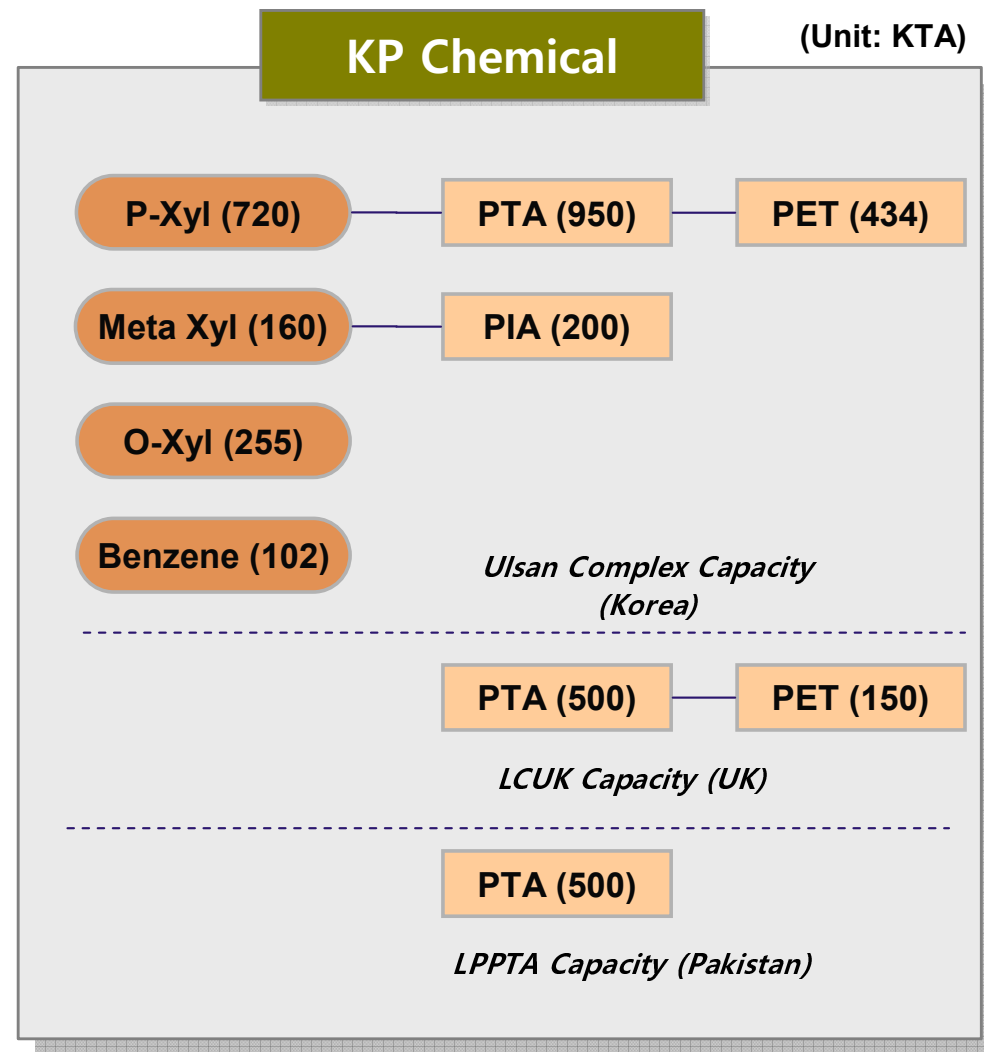 KP Chemical
(Unit: KTA)
P-Xyl (720)
PTA (950)
PET (434)
Meta Xyl (160)
PIA (200)
O-Xyl (255)
Benzene (102)
Ulsan Complex Capacity
(Korea)
PTA (500)
PET (150)
LCUK Capacity (UK)
PTA (500)
LPPTA Capacity (Pakistan)